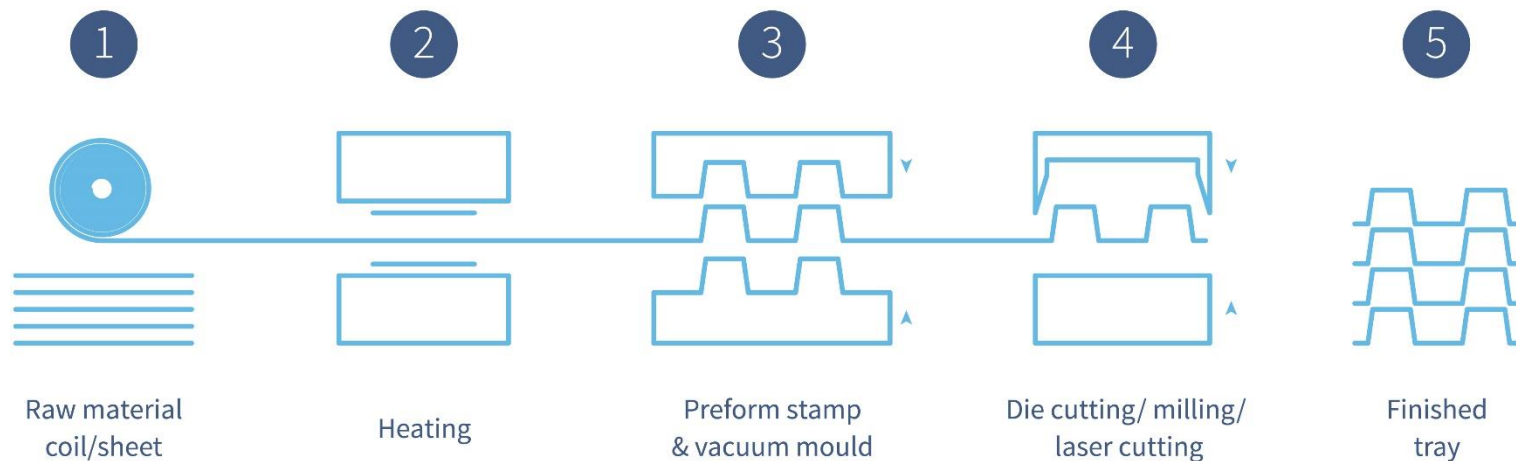 1
2
3
4
5
Raw material
coil/sheet
Heating
Preform stamp
& vacuum mould
Die cutting/ milling/
laser cutting
Finished
tray